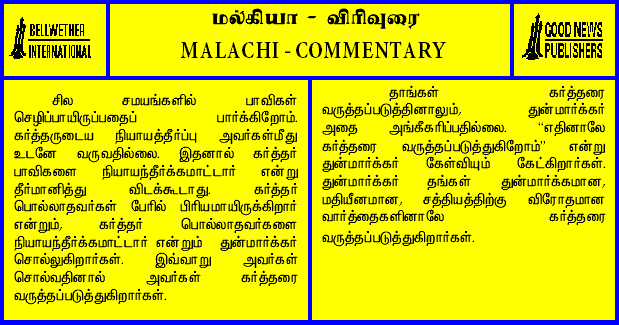 BELLWETHER
INTERNATIONAL
மல்கியா - விரிவுரை
MALACHI - COMMENTARY
GOOD NEWS
PUBLISHERS
சில சமயங்களில் பாவிகள்
செழிப்பாயிருப்பதைப் பார்க்கிறோம்.
கர்த்தருடைய நியாயத்தீர்ப்பு அவர்கள்மீது
உடனே வருவதில்லை. இதனால் கர்த்தர்
பாவிகளை நியாயந்தீர்க்கமாட்டார் என்று
தீர்மானித்து விடக்கூடாது. கர்த்தர்
பொல்லாதவர்கள் பேரில் பிரியமாயிருக்கிறார்
என்றும், கர்த்தர் பொல்லாதவர்களை
நியாயந்தீர்க்கமாட்டார் என்றும் துன்மார்க்கர்
சொல்லுகிறார்கள். இவ்வாறு அவர்கள்
சொல்வதினால் அவர்கள் கர்த்தரை
வருத்தப்படுத்துகிறார்கள்.
தாங்கள் கர்த்தரை
வருத்தப்படுத்தினாலும், துன்மார்க்கர்
அதை அங்கீகரிப்பதில்லை. “எதினாலே
கர்த்தரை வருத்தப்படுத்துகிறோம்” என்று
துன்மார்க்கர் கேள்வியும் கேட்கிறார்கள்.
துன்மார்க்கர் தங்கள் துன்மார்க்கமான,
மதியீனமான, சத்தியத்திற்கு விரோதமான
வார்த்தைகளினாலே கர்த்தரை
வருத்தப்படுத்துகிறார்கள்.